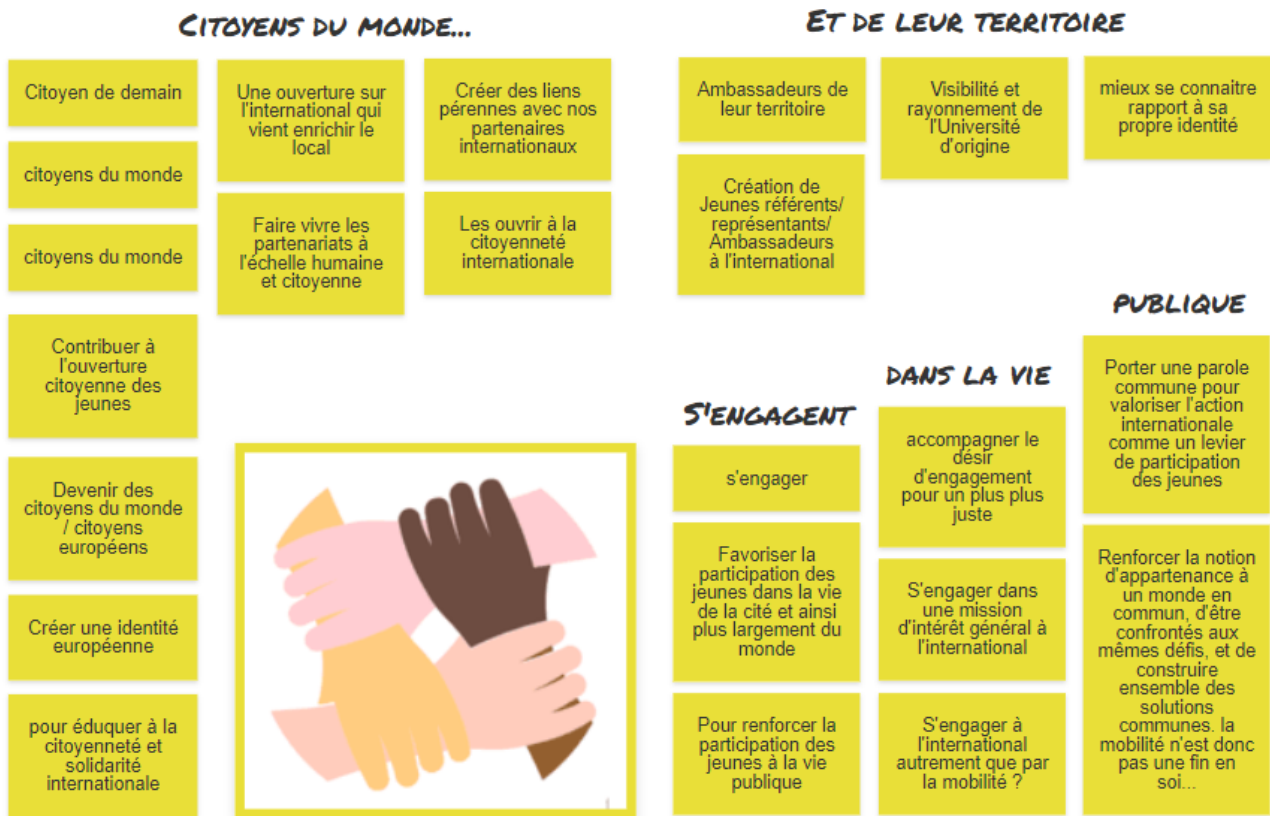 CITOYENS DU MONDE...
Citoyen de demain
citoyens du monde
citoyens du monde
Contribuer à
l'ouverture
citoyenne des
jeunes
Devenir des
citoyens du monde
/ citoyens
européens
Créer une identité
européenne
pour éduquer à la
citoyenneté et
solidarité
internationale
Une ouverture sur
l'international qui
vient enrichir le
local
Faire vivre les
partenariats à
l'échelle humaine
et citoyenne
Créer des liens
pérennes avec nos
partenaires
internationaux
Les ouvrir à la
citoyenneté
internationale
ET DE LEUR TERRITOIRE
Ambassadeurs de
leur territoire
Création de
Jeunes référents/
représentants/
Ambassadeurs
à l'international
Visibilité et
rayonnement de
l'Université
d'origine
mieux se connaitre
rapport à sa
propre identité
S'ENGAGENT
s'engager
Favoriser la
participation des
jeunes dans la vie
de la cité et ainsi
plus largement du
monde
Pour renforcer la
participation des
jeunes à la vie
publique
DANS LA VIE
accompagner le
désir
d'engagement
pour un plus plus
juste
S'engager dans
une mission
d'intérêt général à
l'international
S'engager à
l'international
autrement que par
la mobilité ?
PUBLIQUE
Porter une parole
commune pour
valoriser l'action
internationale
comme un levier
de participation
des jeunes
Renforcer la notion
d'appartenance à
un monde en
commun, d'être
confrontés aux
mêmes défis, et de
construire
ensemble des
solutions
communes. la
mobilité n'est donc
pas une fin en
soi...